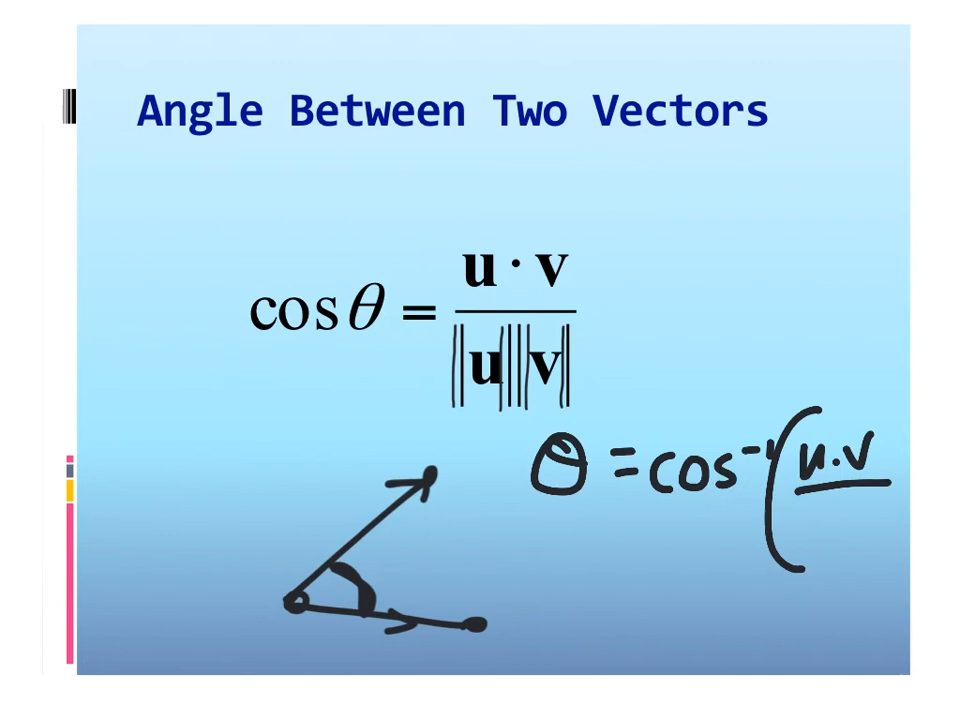 Angle Between Two Vectors
cos θ = u · v / ‖u‖‖v‖
θ = cos⁻¹(u·v